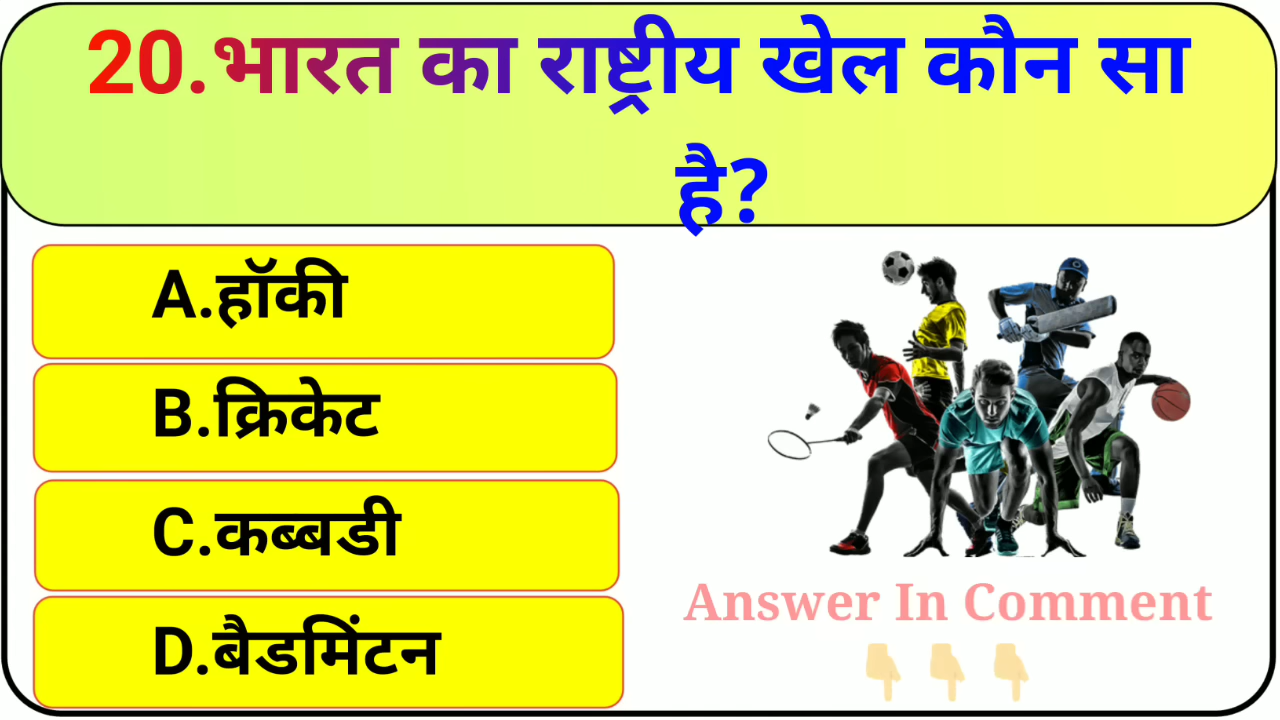 20.भारत का राष्ट्रीय खेल कौन सा
है?
A.हॉकी
B.क्रिकेट
C.कब्बडी
D.बैडमिंटन
Answer In Comment
👇👇👇